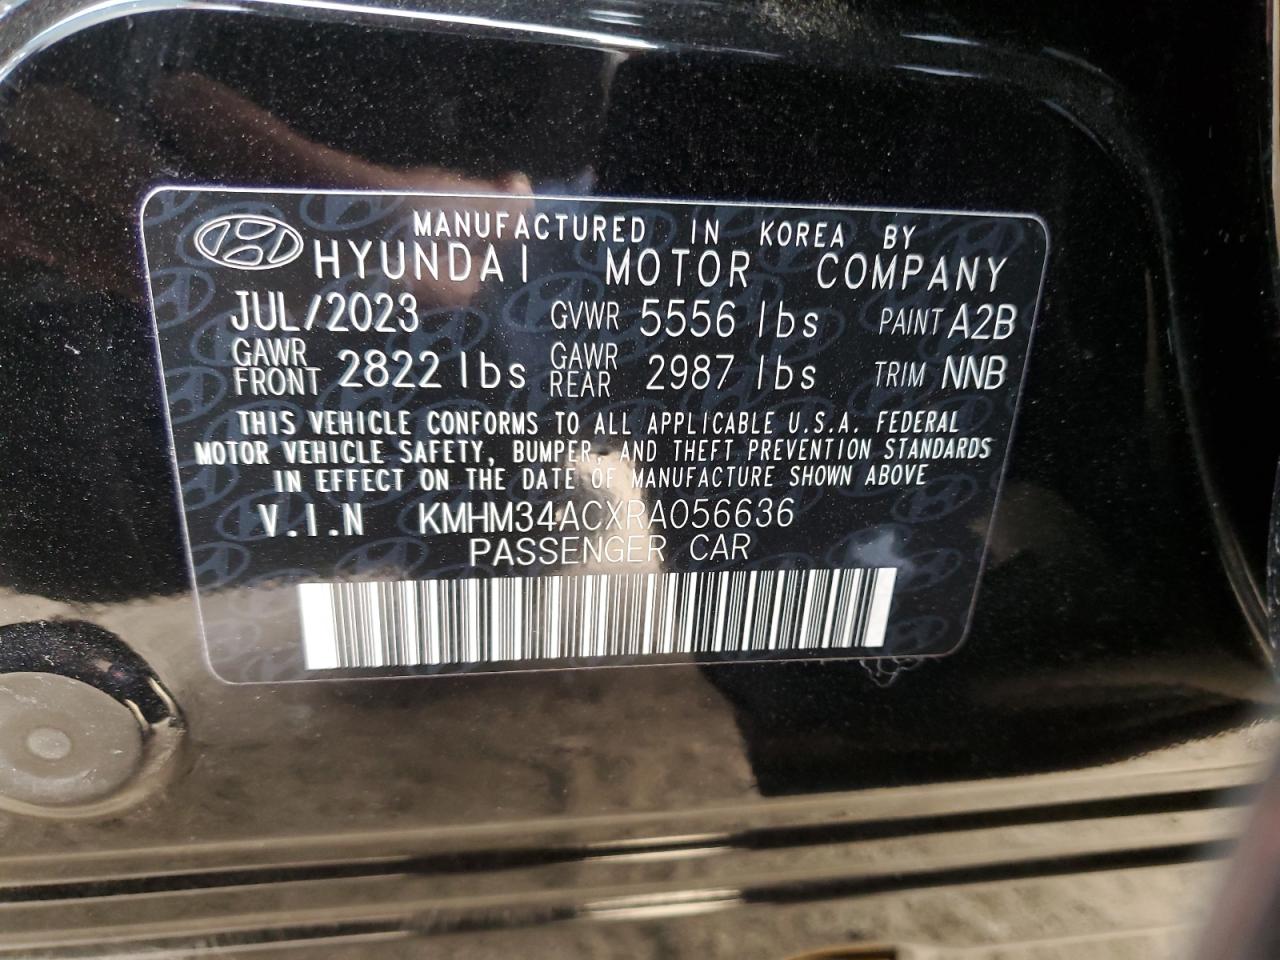 MANUFACTURED IN KOREA BY
HYUNDAI MOTOR COMPANY
JUL/2023 GVWR 5556 lbs PAINT A2B
GAWR FRONT 2822 lbs GAWR REAR 2987 lbs TRIM NNB
THIS VEHICLE CONFORMS TO ALL APPLICABLE U.S.A. FEDERAL
MOTOR VEHICLE SAFETY, BUMPER, AND THEFT PREVENTION STANDARDS
IN EFFECT ON THE DATE OF MANUFACTURE SHOWN ABOVE
V.I.N KMHM34ACXRA056636
PASSENGER CAR